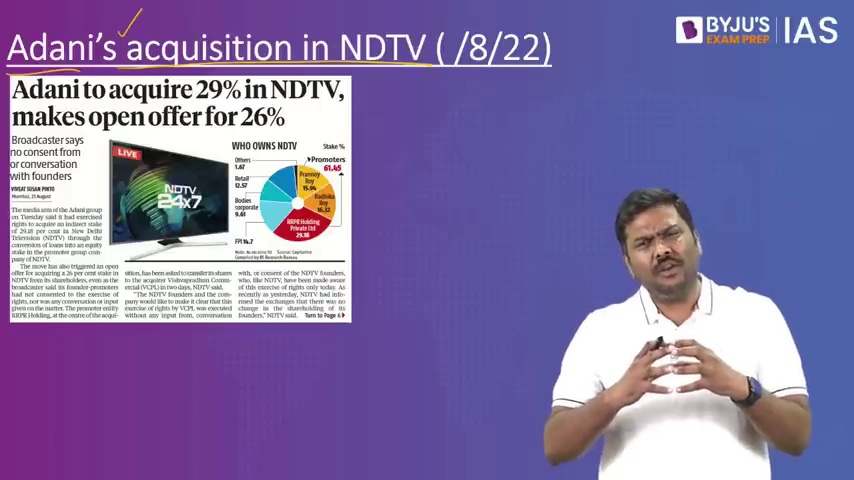 Adani's acquisition in NDTV ( /8/22)
BYJU'S
EXAM PREP
IAS
Adani to acquire 29% in NDTV,
makes open offer for 26%
Broadcaster says
no consent from
or conversation
with founders
VIVEAT SUSAN PINTO
Mumbai, 23 August
The media arm of the Adani group
on Tuesday said it had exercised
rights to acquire an indirect stake
of 29.18 per cent in New Delhi
Television (NDTV) through the
conversion of loans into an equity
stake in the promoter group com-
pany of NDTV.
The move has also triggered an open
offer for acquiring a 26 per cent stake in
NDTV from its shareholders, even as the
broadcaster said its founder-promoters
had not consented to the exercise of
rights, nor was any conversation or input
given on the matter. The promoter entity
RRPR Holding, at the centre of the acqui-
LIVE
NDTV
24x7
WHO OWNS NDTV
Stake %
Others
1.67
Retail
12.57
Bodies
corporate
9.61
FPI 14.7
Promoters
61.45
Prannoy
Roy
15.94
Radhika
Roy
16.32
RRPR Holding
Private Ltd
29.18
Source: Capitaline
Compiled by BS Research Bureau
sition, has been asked to transfer its shares
to the acquirer Vishvapradhan Comm-
ercial (VCPL) in two days, NDTV said.
"The NDTV founders and the com-
pany would like to make it clear that this
exercise of rights by VCPL was executed
without any input from, conversation
with, or consent of the NDTV founders,
who, like NDTV, have been made aware
of this exercise of rights only today. As
recently as yesterday, NDTV had infor-
med the exchanges that there was no
change in the shareholding of its
founders," NDTV said.
Turn to Page 6